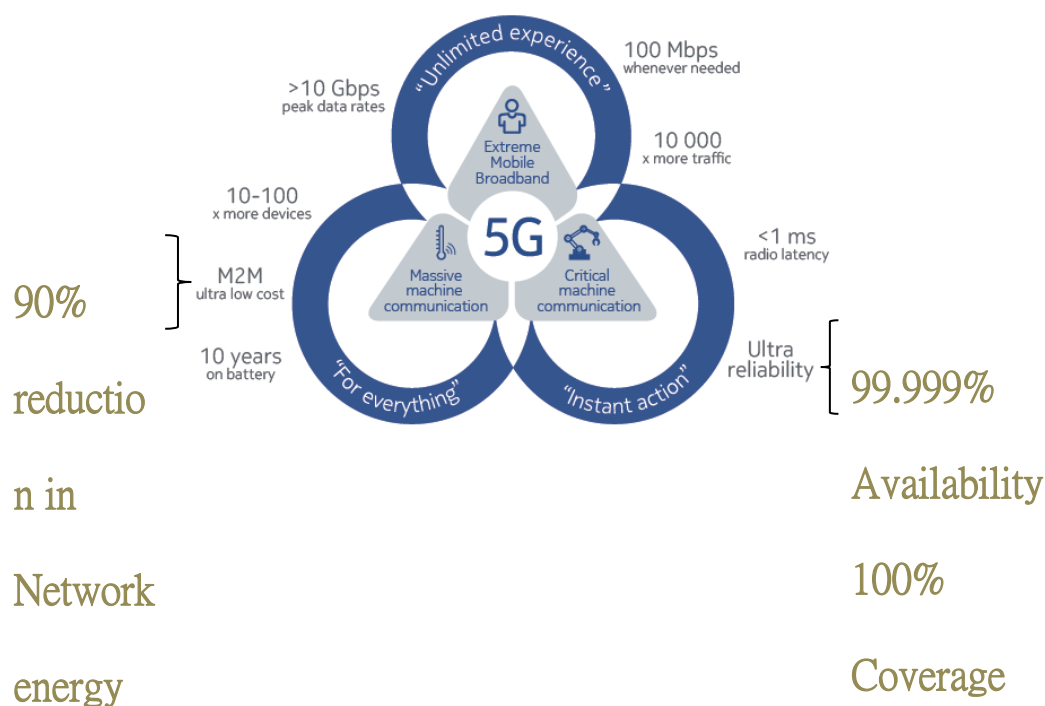 "Unlimited experience"
100 Mbps
whenever needed
>10 Gbps
peak data rates
10 000
x more traffic
Extreme
Mobile
Broadband
10-100
x more devices
5G
<1 ms
radio latency
M2M
ultra low cost
Massive
machine
communication
Critical
machine
communication
10 years
on battery
Ultra
reliability
"For everything"
"Instant action"
90%
reductio
n in
Network
energy
99.999%
Availability
100%
Coverage